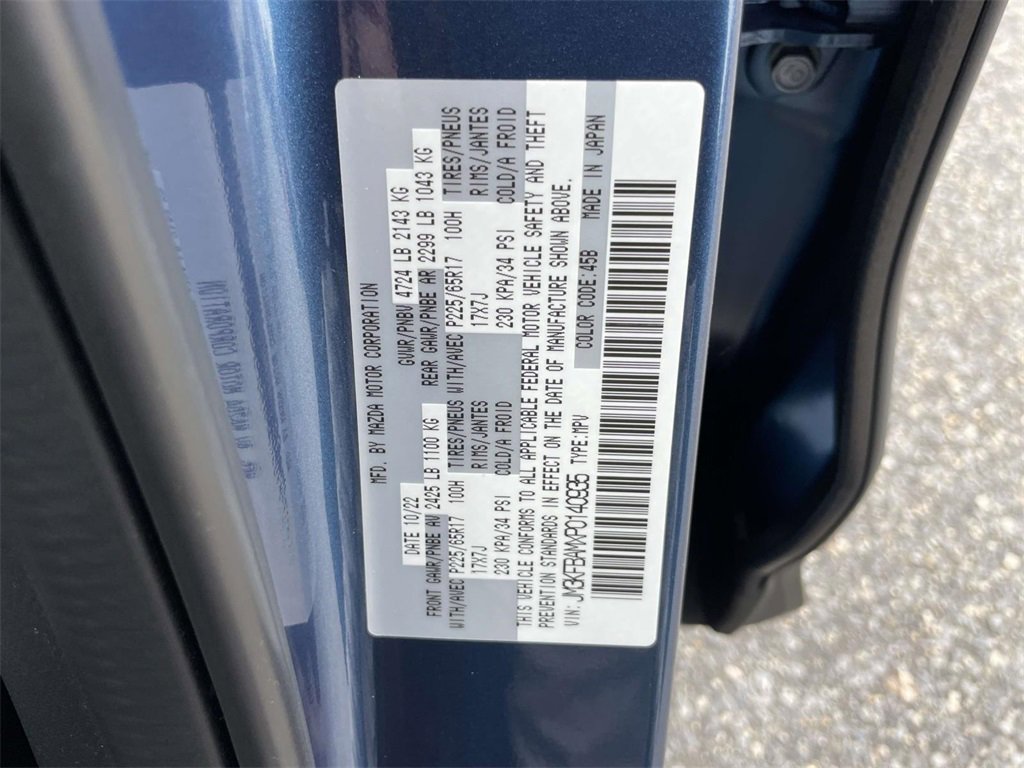 MFD. BY MAZDA MOTOR CORPORATION
DATE 10/22 GVWR/PNBV 4724 LB 2143 KG
FRONT GAWR/PNBE AV 2425 LB 1100 KG REAR GAWR/PNBE AR 2299 LB 1043 KG
WITH/AVEC P225/65R17 100H TIRES/PNEUS WITH/AVEC P225/65R17 100H TIRES/PNEUS
17X7J RIMS/JANTES 17X7J RIMS/JANTES
230 KPA/34 PSI COLD/A FROID 230 KPA/34 PSI COLD/A FROID
THIS VEHICLE CONFORMS TO ALL APPLICABLE FEDERAL MOTOR VEHICLE SAFETY AND THEFT
PREVENTION STANDARDS IN EFFECT ON THE DATE OF MANUFACTURE SHOWN ABOVE.
VIN: JM3KFBAMXP0140935 TYPE:MPV COLOR CODE:45B MADE IN JAPAN